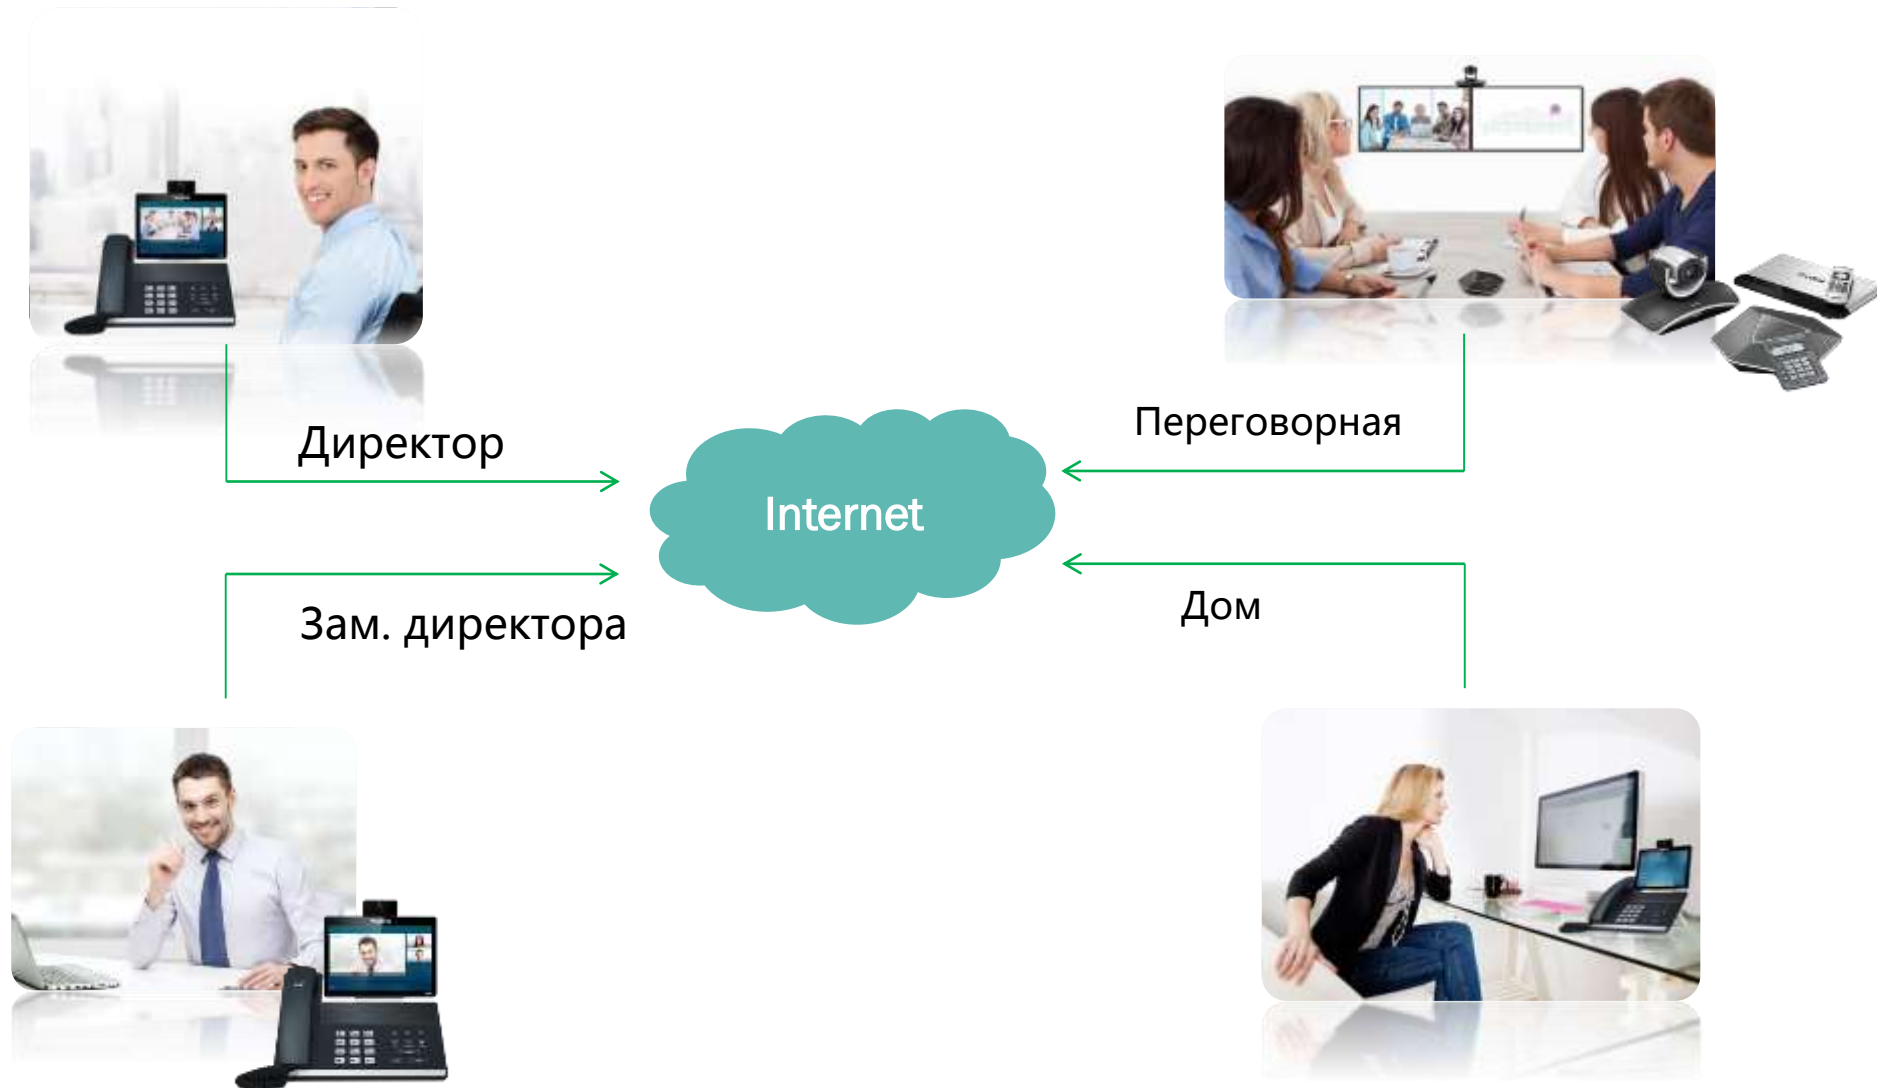 Директор
Переговорная
Internet
Зам. директора
Дом